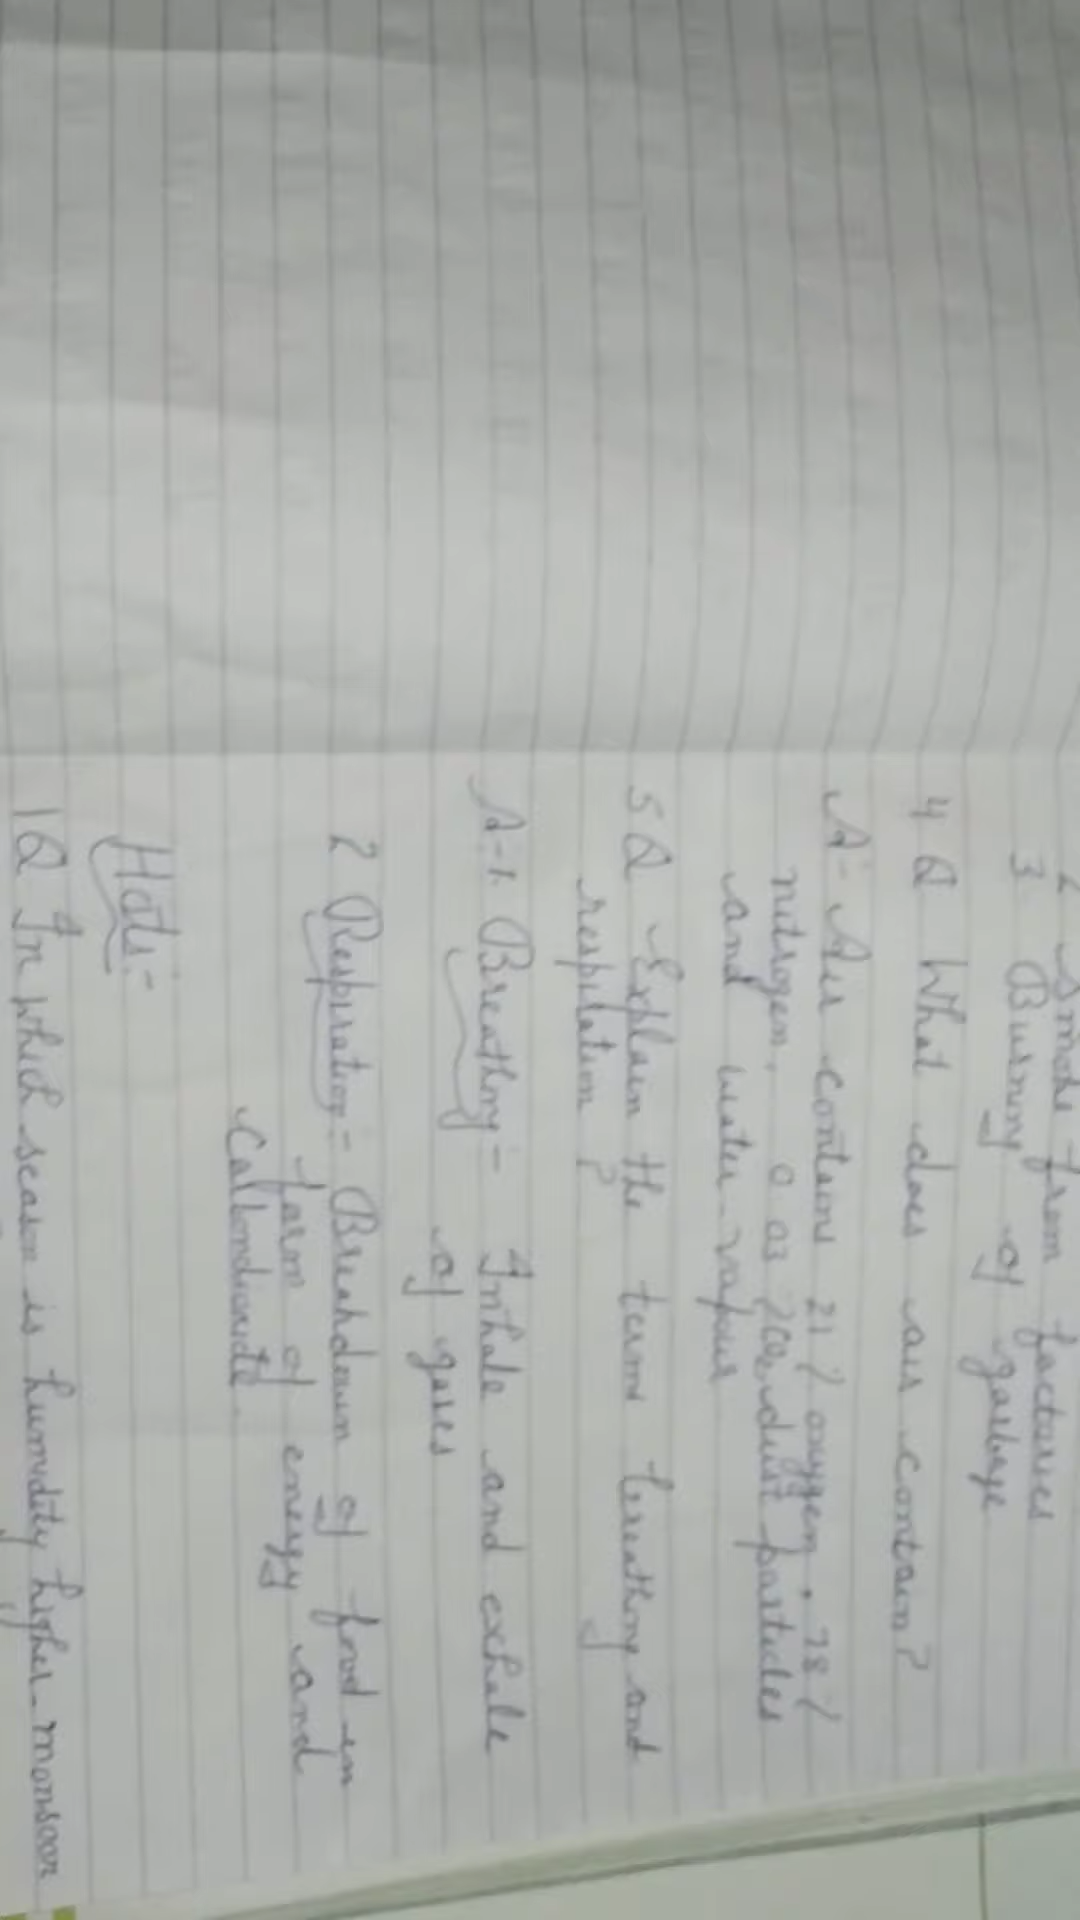 2 Smoke from factories
3 Burning of garbage
4 Q What does air contain?
A- Air contains 21% oxygen, 78%
nitrogen, 0.03% CO2, dust particles
and water vapour
5 Q Explain the term breathing and
respiration?
A-1. Breathing- Inhale and exhale
of gases
2 Respiration:- Breakdown of food in
form of energy and
Carbondioxide.
Hots:-
1Q In which season is humidity higher monsoon